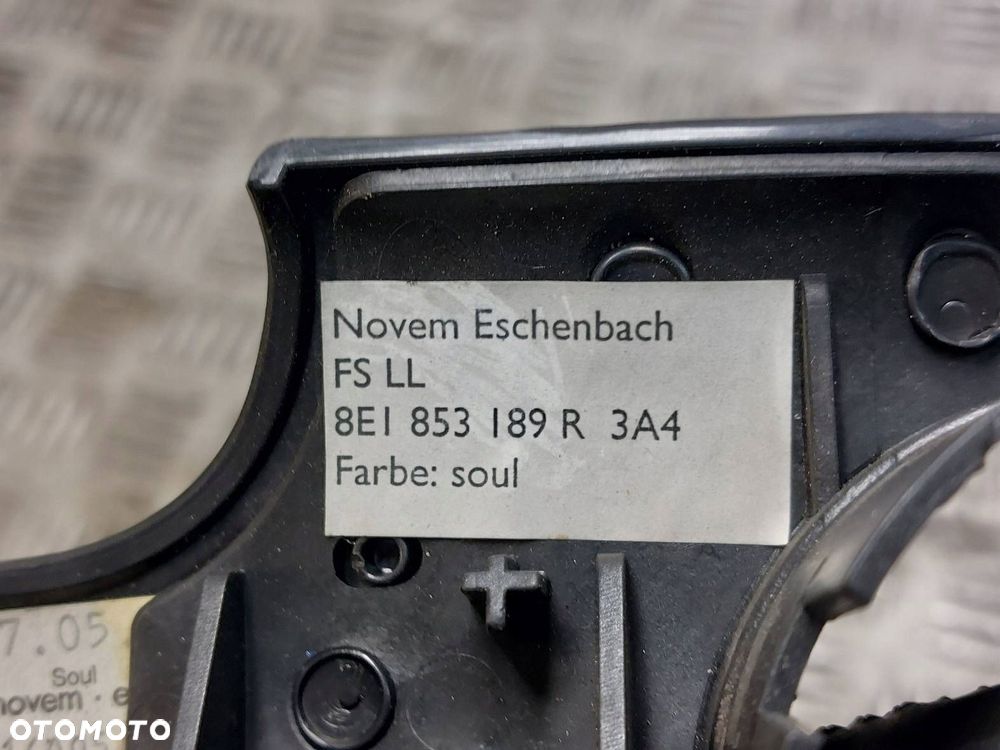 Novem Eschenbach
FS LL
8E1 853 189 R 3A4
Farbe: soul
7.05
Soul
novem · e
OTOMOTO